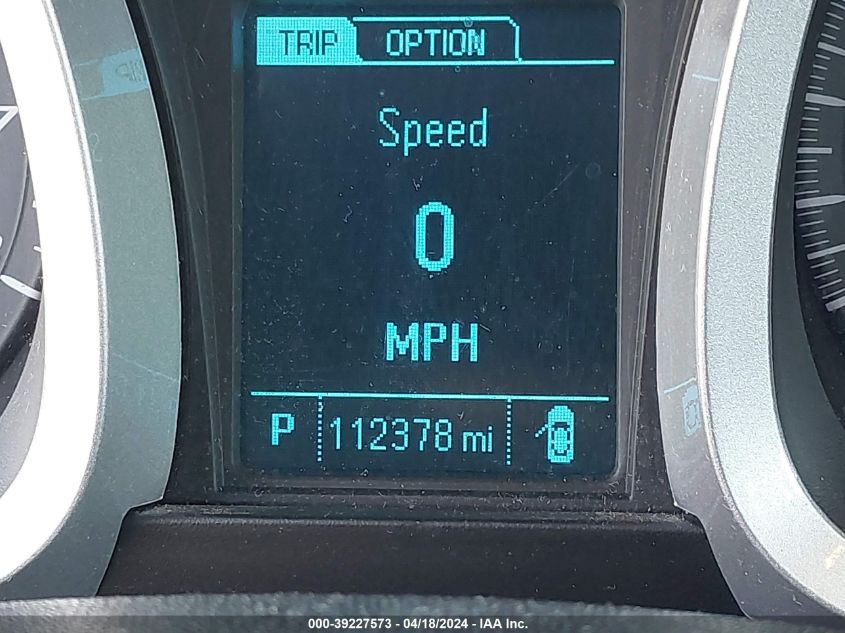 TRIP OPTION
Speed
0
MPH
P 112378 mi
000-39227573 - 04/18/2024 - IAA Inc.